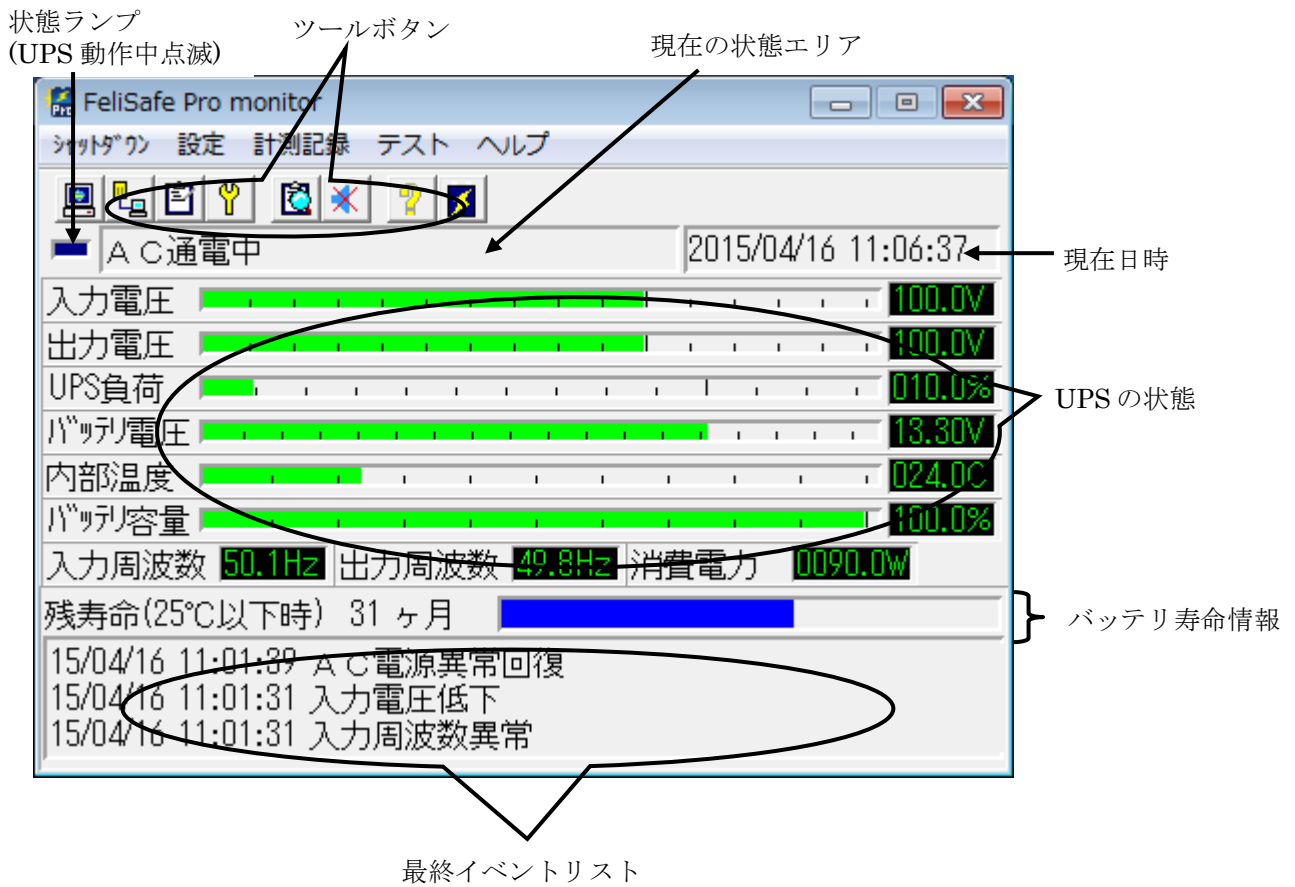 状態ランプ
(UPS 動作中点滅)
ツールボタン
現在の状態エリア
FeliSafe Pro monitor
ｼｬｯﾄﾀﾞｳﾝ 設定 計測記録 テスト ヘルプ
ＡＣ通電中 2015/04/16 11:06:37
現在日時
入力電圧 100.0V
出力電圧 100.0V
UPS負荷 010.0%
UPS の状態
ﾊﾞｯﾃﾘ電圧 13.30V
内部温度 024.0C
ﾊﾞｯﾃﾘ容量 100.0%
入力周波数 50.1Hz 出力周波数 49.8Hz 消費電力 0090.0W
残寿命(25℃以下時) 31 ヶ月
バッテリ寿命情報
15/04/16 11:01:39 ＡＣ電源異常回復
15/04/16 11:01:31 入力電圧低下
15/04/16 11:01:31 入力周波数異常
最終イベントリスト